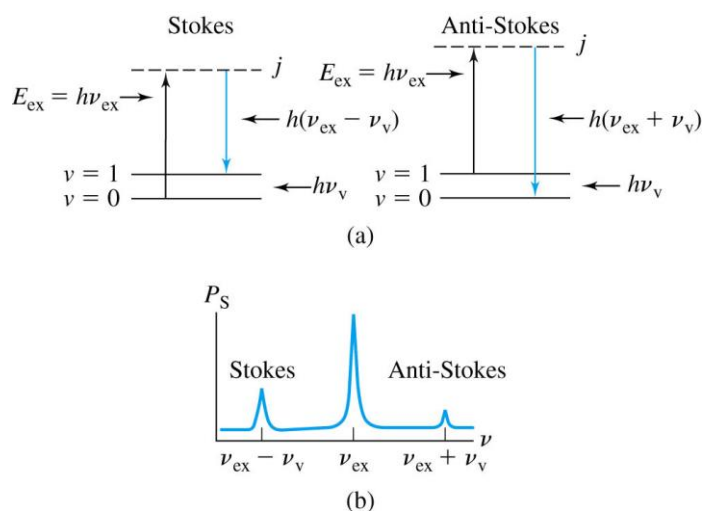 Stokes
Anti-Stokes
j
E_ex = hν_ex
h(ν_ex − ν_v)
v = 1
v = 0
hν_v
j
E_ex = hν_ex
h(ν_ex + ν_v)
v = 1
v = 0
hν_v
(a)
P_S
Stokes
Anti-Stokes
ν
ν_ex − ν_v
ν_ex
ν_ex + ν_v
(b)